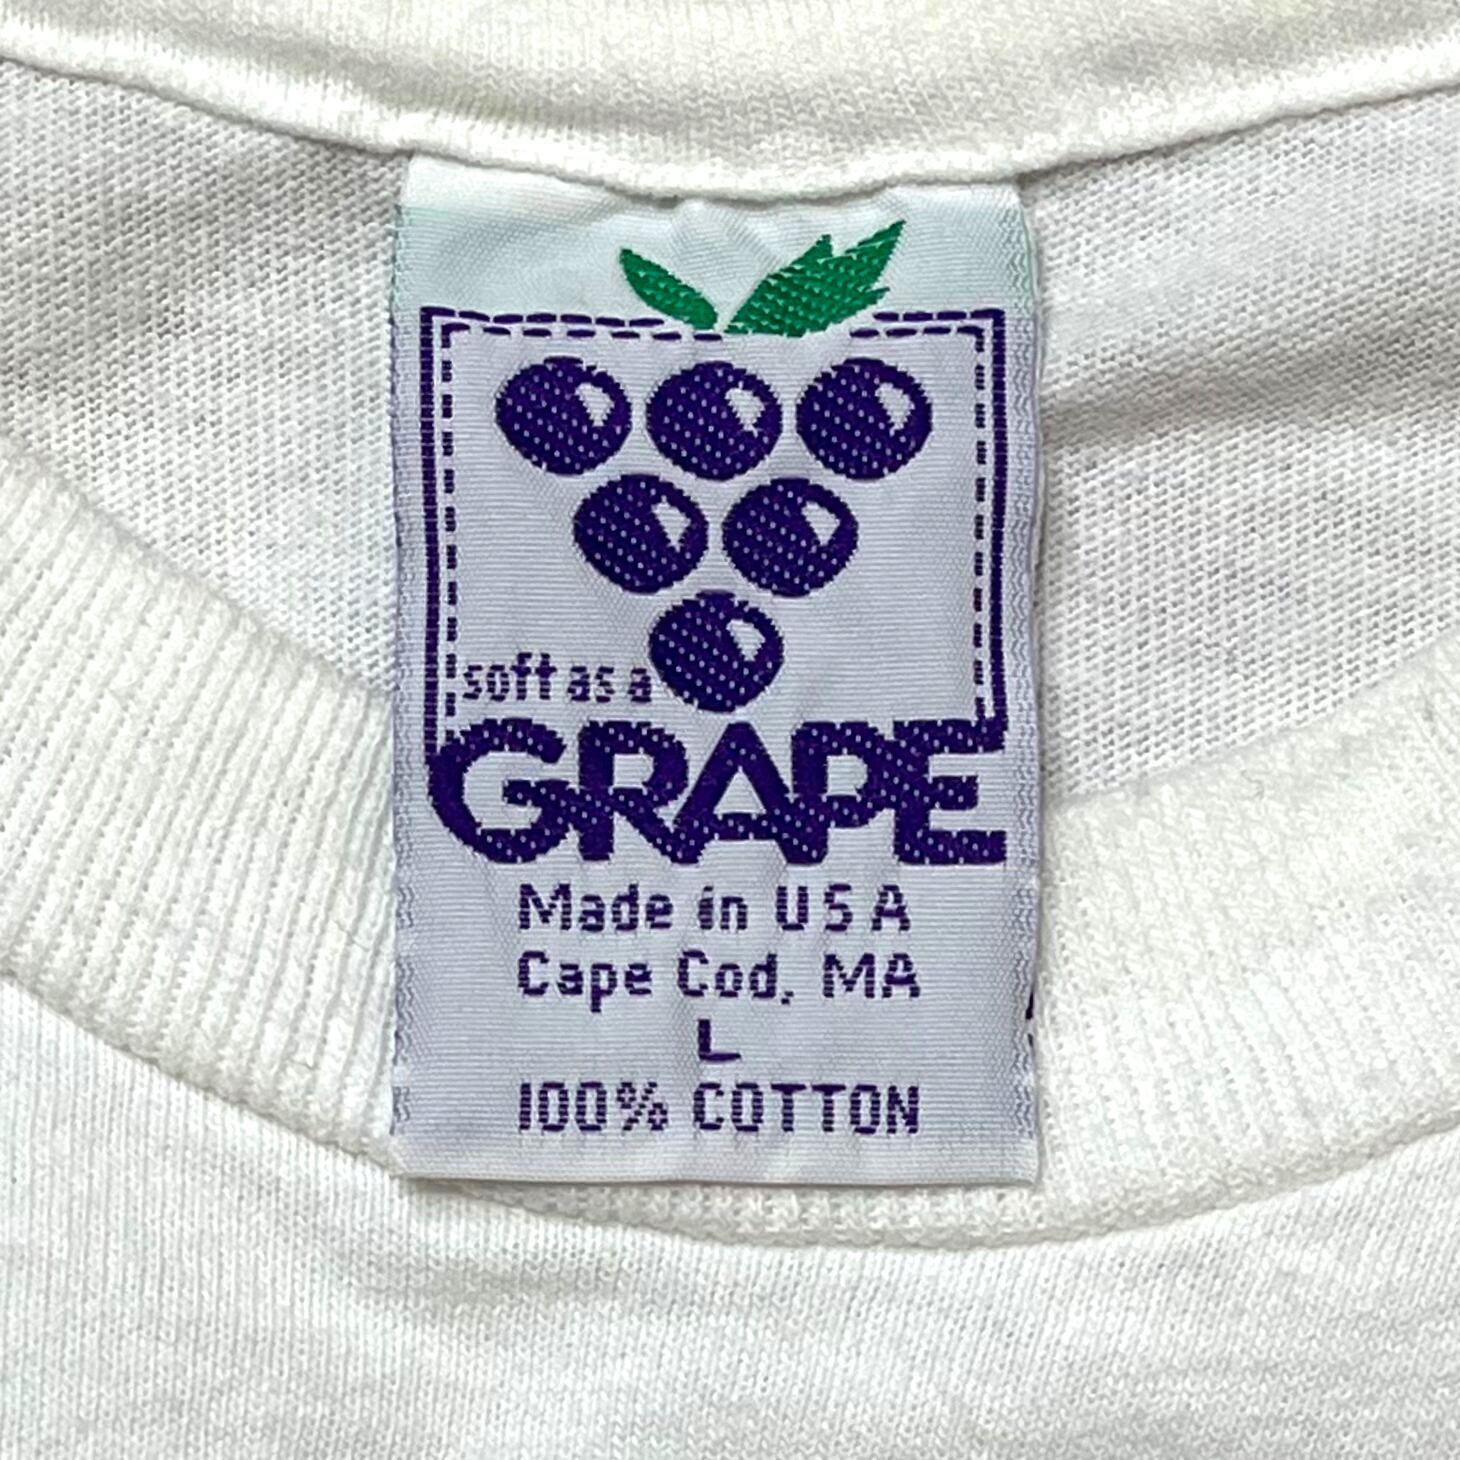 soft as a
GRAPE
Made in USA
Cape Cod, MA
L
100% COTTON